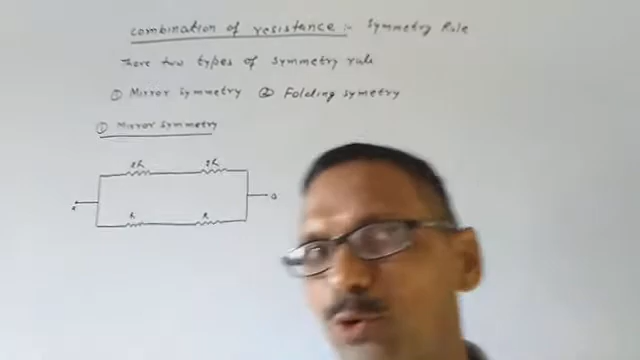 combination of resistance :- Symmetry Rule
There two types of symmetry rule
① Mirror symmetry ② Folding symetry
① Mirror symmetry
2R 2R
R R